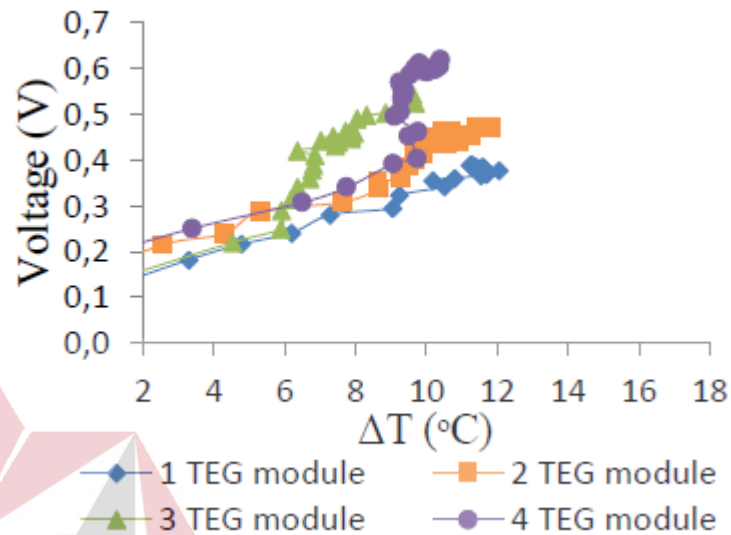 0,7
0,6
0,5
0,4
0,3
0,2
0,1
0,0
Voltage (V)
2 4 6 8 10 12 14 16 18
ΔT (°C)
1 TEG module 2 TEG module
3 TEG module 4 TEG module